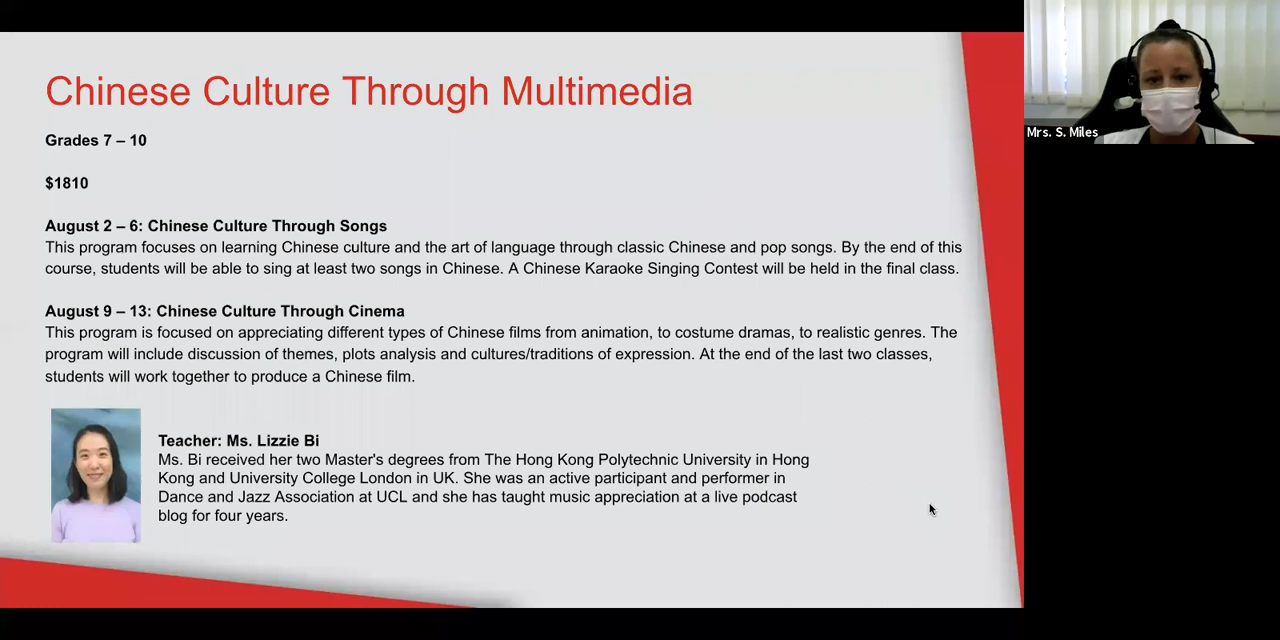 Chinese Culture Through Multimedia
Grades 7 – 10
$1810
August 2 – 6: Chinese Culture Through Songs
This program focuses on learning Chinese culture and the art of language through classic Chinese and pop songs. By the end of this
course, students will be able to sing at least two songs in Chinese. A Chinese Karaoke Singing Contest will be held in the final class.
August 9 – 13: Chinese Culture Through Cinema
This program is focused on appreciating different types of Chinese films from animation, to costume dramas, to realistic genres. The
program will include discussion of themes, plots analysis and cultures/traditions of expression. At the end of the last two classes,
students will work together to produce a Chinese film.
Teacher: Ms. Lizzie Bi
Ms. Bi received her two Master's degrees from The Hong Kong Polytechnic University in Hong
Kong and University College London in UK. She was an active participant and performer in
Dance and Jazz Association at UCL and she has taught music appreciation at a live podcast
blog for four years.
Mrs. S. Miles